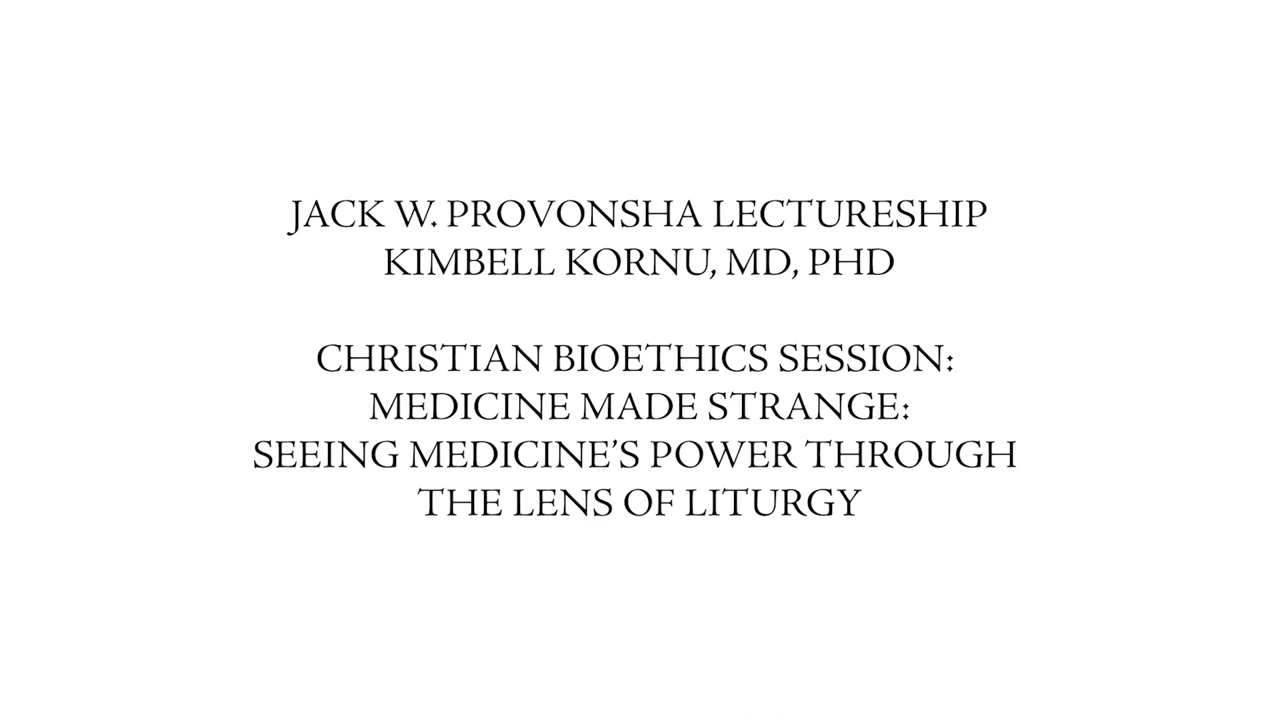 JACK W. PROVONSHA LECTURESHIP
KIMBELL KORNU, MD, PHD
CHRISTIAN BIOETHICS SESSION:
MEDICINE MADE STRANGE:
SEEING MEDICINE’S POWER THROUGH
THE LENS OF LITURGY